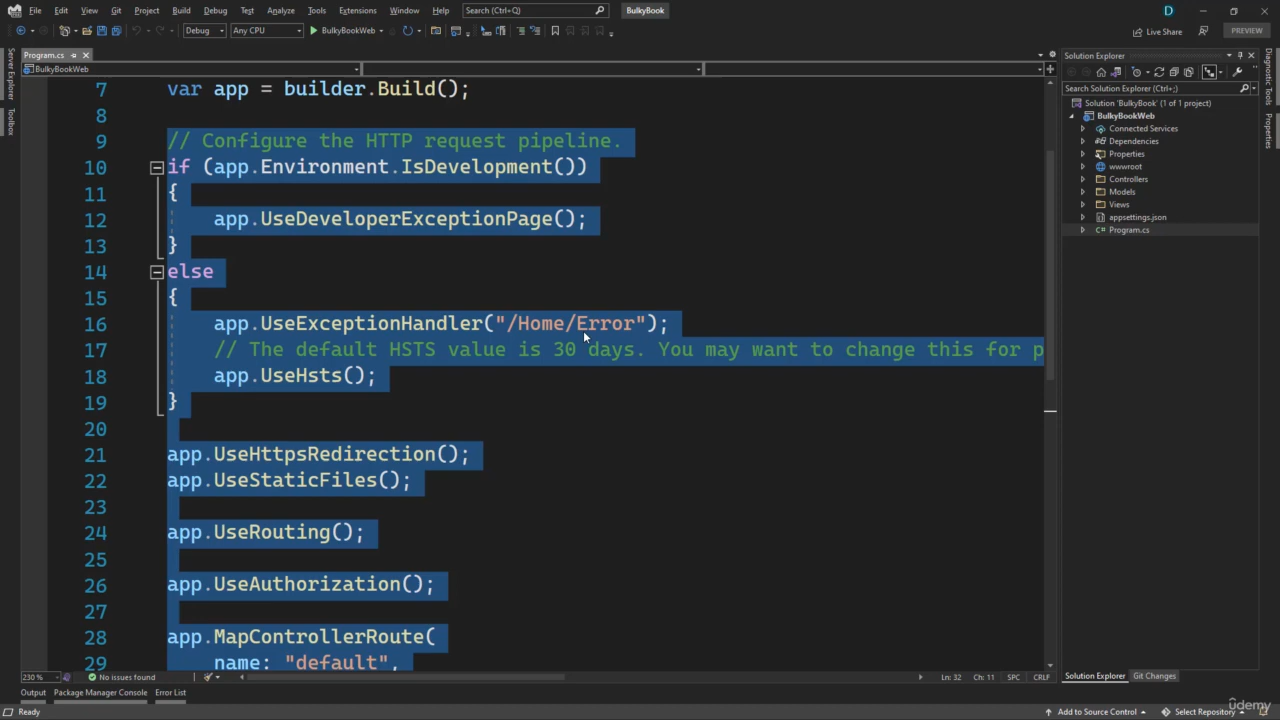 File Edit View Git Project Build Debug Test Analyze Tools Extensions Window Help Search (Ctrl+Q) BulkyBook D
Debug Any CPU BulkyBookWeb Live Share PREVIEW
Server Explorer
Toolbox
Program.cs
BulkyBookWeb
7 var app = builder.Build();
8
9 // Configure the HTTP request pipeline.
10 if (app.Environment.IsDevelopment())
11 {
12 app.UseDeveloperExceptionPage();
13 }
14 else
15 {
16 app.UseExceptionHandler("/Home/Error");
17 // The default HSTS value is 30 days. You may want to change this for p
18 app.UseHsts();
19 }
20
21 app.UseHttpsRedirection();
22 app.UseStaticFiles();
23
24 app.UseRouting();
25
26 app.UseAuthorization();
27
28 app.MapControllerRoute(
29 name: "default",
230 % No issues found Ln: 32 Ch: 11 SPC CRLF
Solution Explorer
Search Solution Explorer (Ctrl+;)
Solution 'BulkyBook' (1 of 1 project)
BulkyBookWeb
Connected Services
Dependencies
Properties
wwwroot
Controllers
Models
Views
appsettings.json
C# Program.cs
Solution Explorer Git Changes
Diagnostic Tools
Properties
Output Package Manager Console Error List
Ready Add to Source Control Select Repository
ûdemy